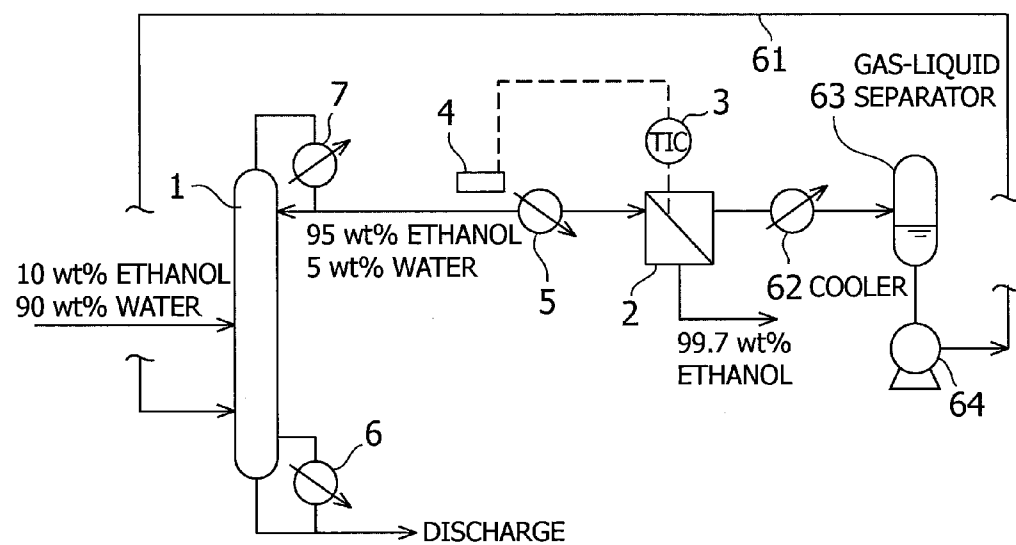 61
GAS-LIQUID
63 SEPARATOR
7
4
3
TIC
1
95 wt% ETHANOL
5 wt% WATER
10 wt% ETHANOL
90 wt% WATER
5
2
62 COOLER
99.7 wt%
ETHANOL
64
6
DISCHARGE